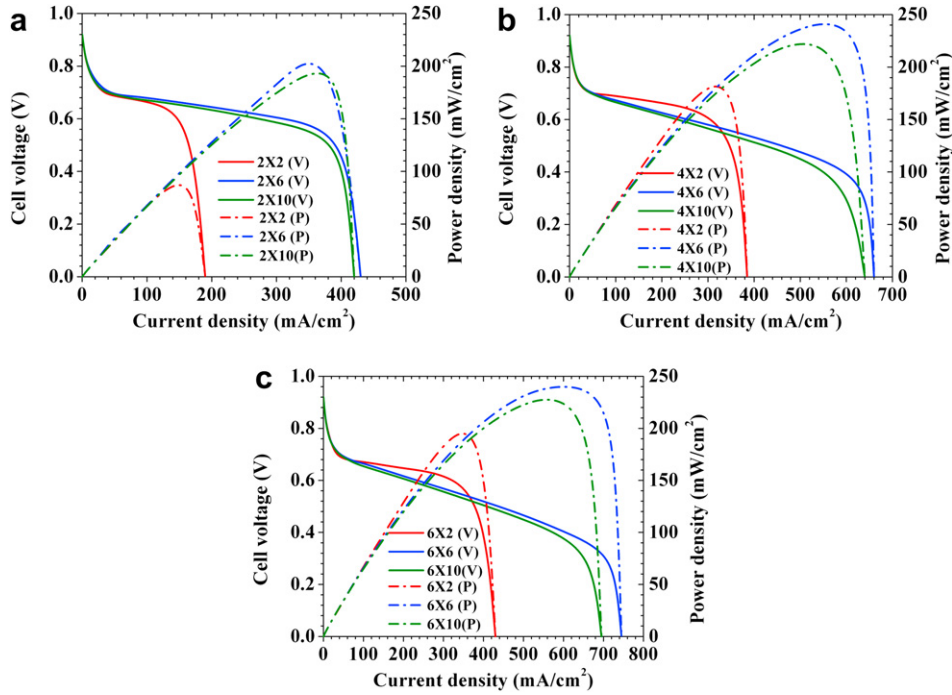 a
1.0
0.8
0.6
0.4
0.2
0.0
Cell voltage (V)
250
200
150
100
50
0
Power density (mW/cm²)
2X2 (V)
2X6 (V)
2X10(V)
2X2 (P)
2X6 (P)
2X10(P)
0 100 200 300 400 500
Current density (mA/cm²)
b
1.0
0.8
0.6
0.4
0.2
0.0
Cell voltage (V)
250
200
150
100
50
0
Power density (mW/cm²)
4X2 (V)
4X6 (V)
4X10(V)
4X2 (P)
4X6 (P)
4X10(P)
0 100 200 300 400 500 600 700
Current density (mA/cm²)
c
1.0
0.8
0.6
0.4
0.2
0.0
Cell voltage (V)
250
200
150
100
50
0
Power density (mW/cm²)
6X2 (V)
6X6 (V)
6X10(V)
6X2 (P)
6X6 (P)
6X10(P)
0 100 200 300 400 500 600 700 800
Current density (mA/cm²)